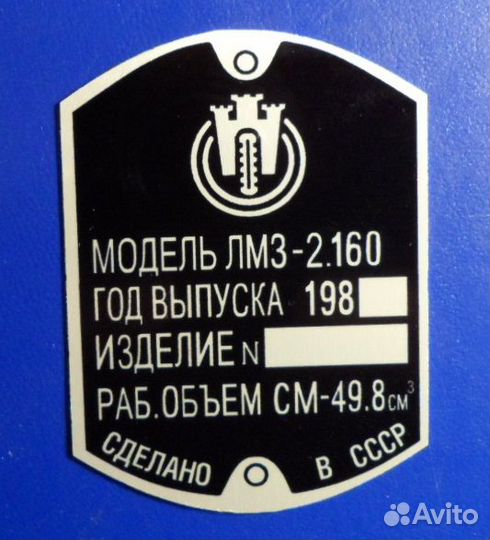 МОДЕЛЬ ЛМЗ-2.160
ГОД ВЫПУСКА 198
ИЗДЕЛИЕ N
РАБ.ОБЪЕМ СМ-49.8см³
СДЕЛАНО В СССР
Avito